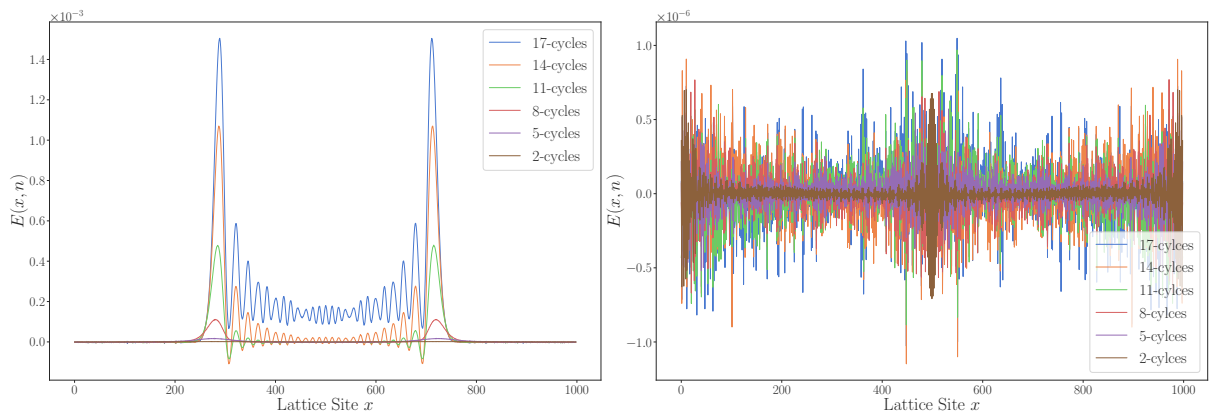 ×10⁻³
1.4
1.2
1.0
0.8
0.6
0.4
0.2
0.0
E(x, n)
0
200
400
600
800
1000
Lattice Site x
17-cycles
14-cycles
11-cycles
8-cycles
5-cycles
2-cycles
×10⁻⁶
1.0
0.5
0.0
−0.5
−1.0
E(x, n)
0
200
400
600
800
1000
Lattice Site x
17-cylces
14-cylces
11-cylces
8-cylces
5-cylces
2-cylces